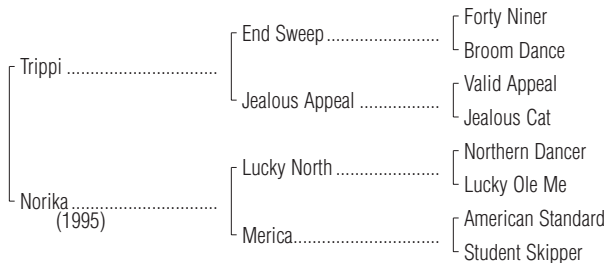 Forty Niner
End Sweep
Broom Dance
Trippi
Valid Appeal
Jealous Appeal
Jealous Cat
Northern Dancer
Lucky North
Lucky Ole Me
Norika
(1995)
American Standard
Merica
Student Skipper